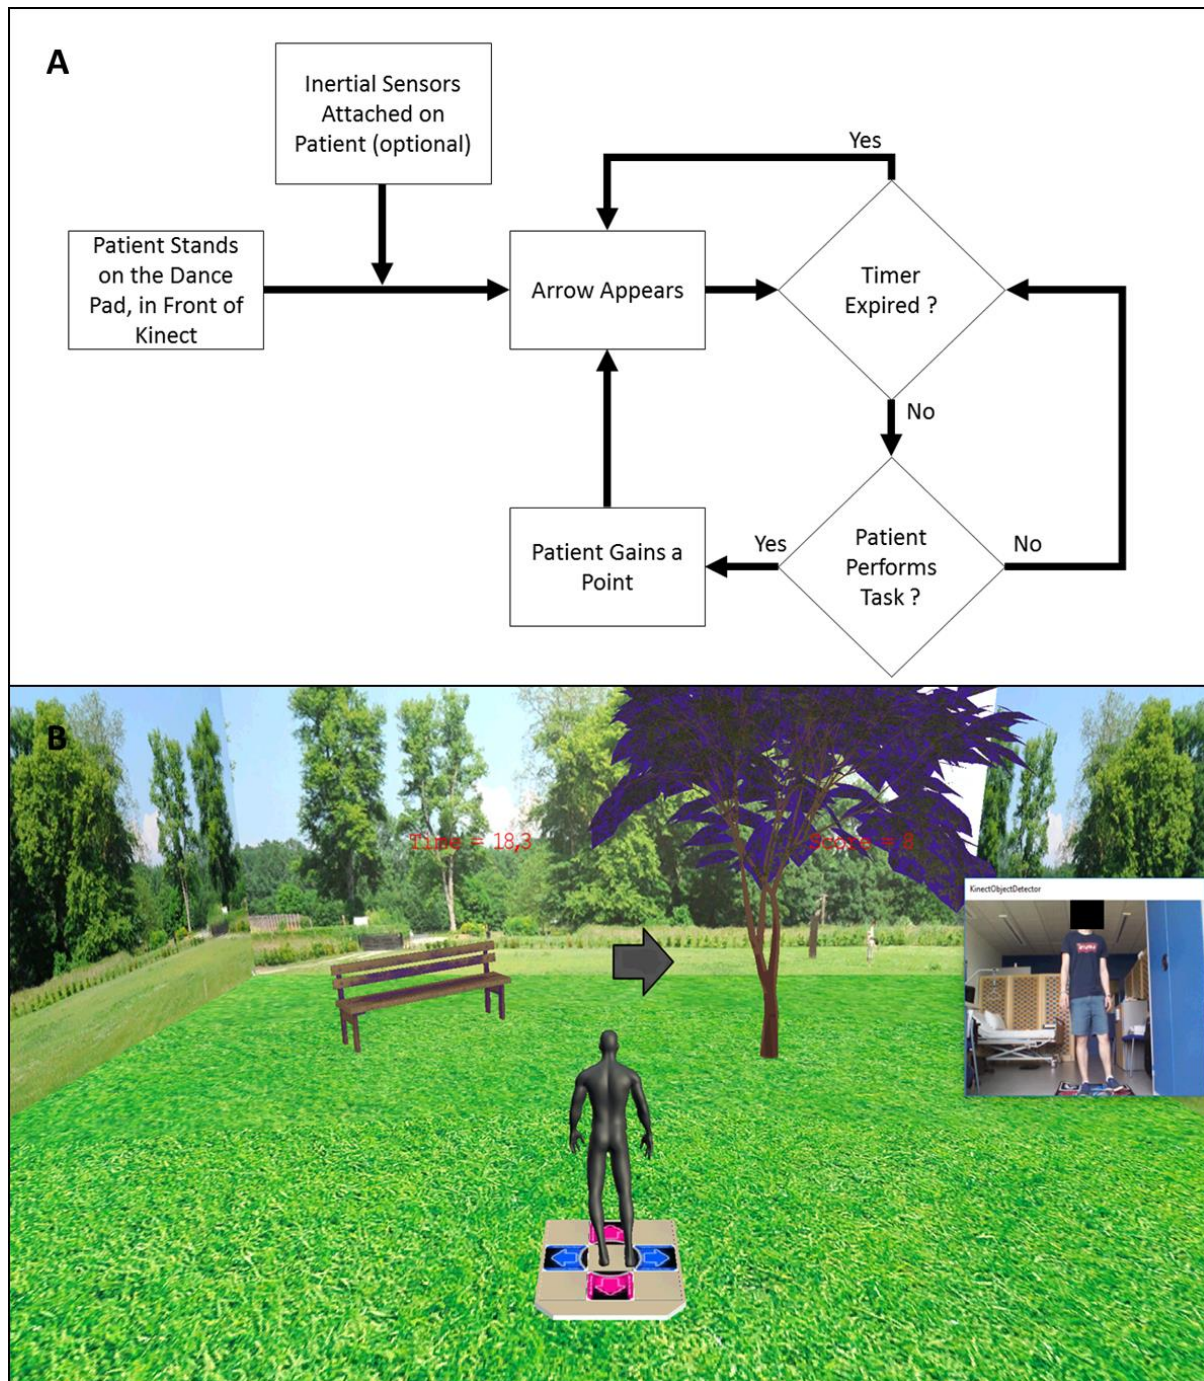 A
Inertial Sensors
Attached on
Patient (optional)
Yes
Patient Stands
on the Dance
Pad, in Front of
Kinect
Arrow Appears
Timer
Expired ?
No
Patient Gains a
Point
Yes
Patient
Performs
Task ?
No
B
Time = 18,3
Score = 8
KinectObjectDetector